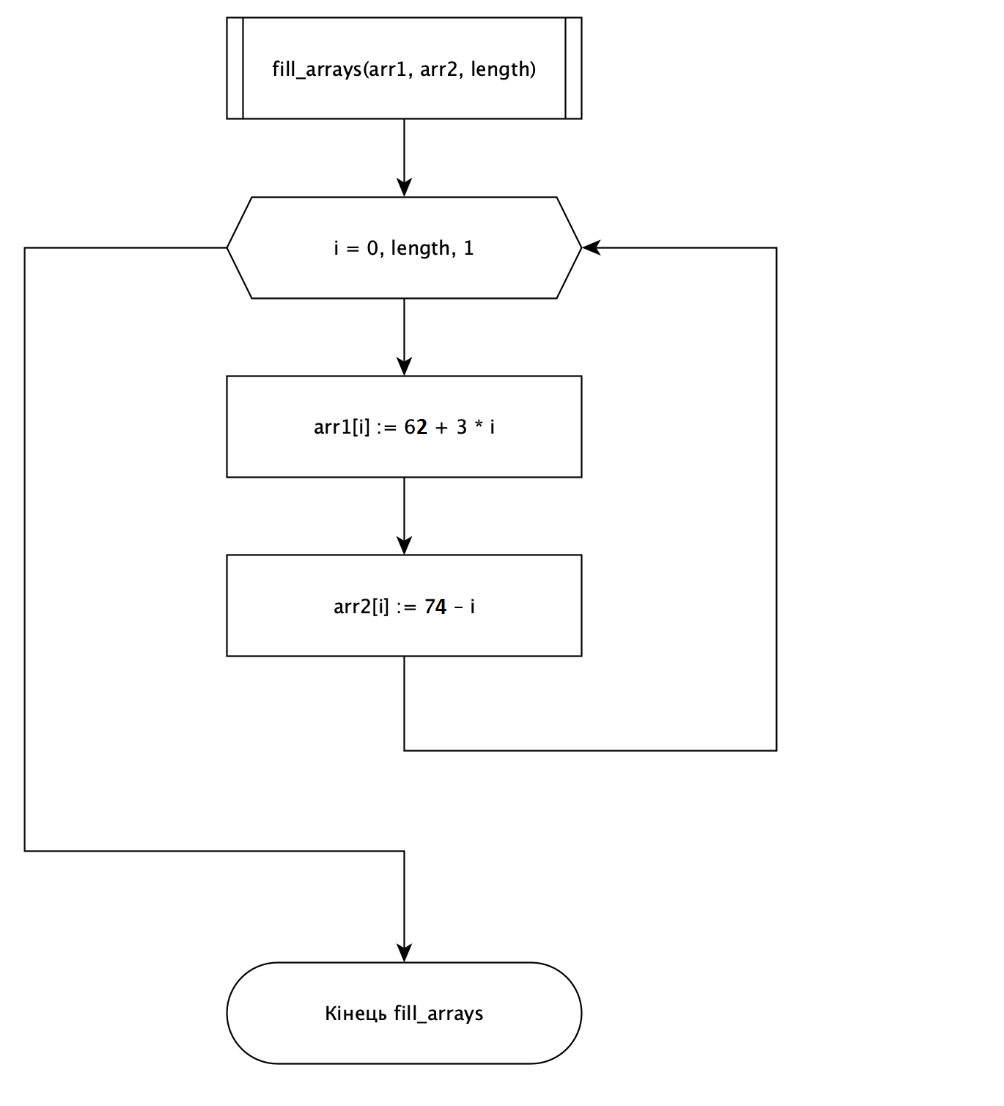 fill_arrays(arr1, arr2, length)
i = 0, length, 1
arr1[i] := 62 + 3 * i
arr2[i] := 74 – i
Кінець fill_arrays